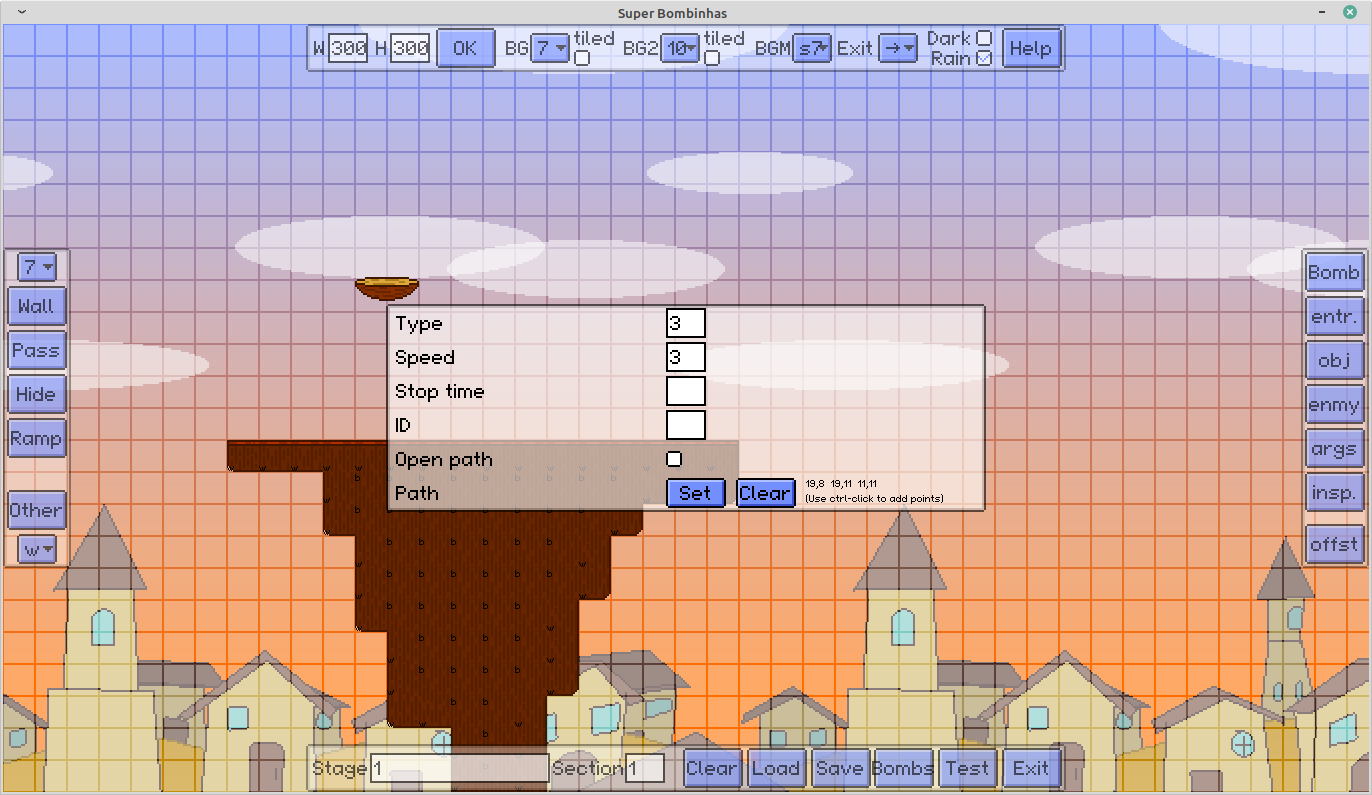 Super Bombinhas
W 300 H 300 OK BG 7 tiled BG2 10 tiled BGM s7 Exit → Dark Rain Help
7
Wall
Pass
Hide
Ramp
Other
w
Type 3
Speed 3
Stop time
ID
Open path
Path Set Clear 19,8 19,11 11,11
(Use ctrl-click to add points)
Bomb
entr.
obj
enmy
args
insp.
offst
Stage 1 Section 1 Clear Load Save Bombs Test Exit